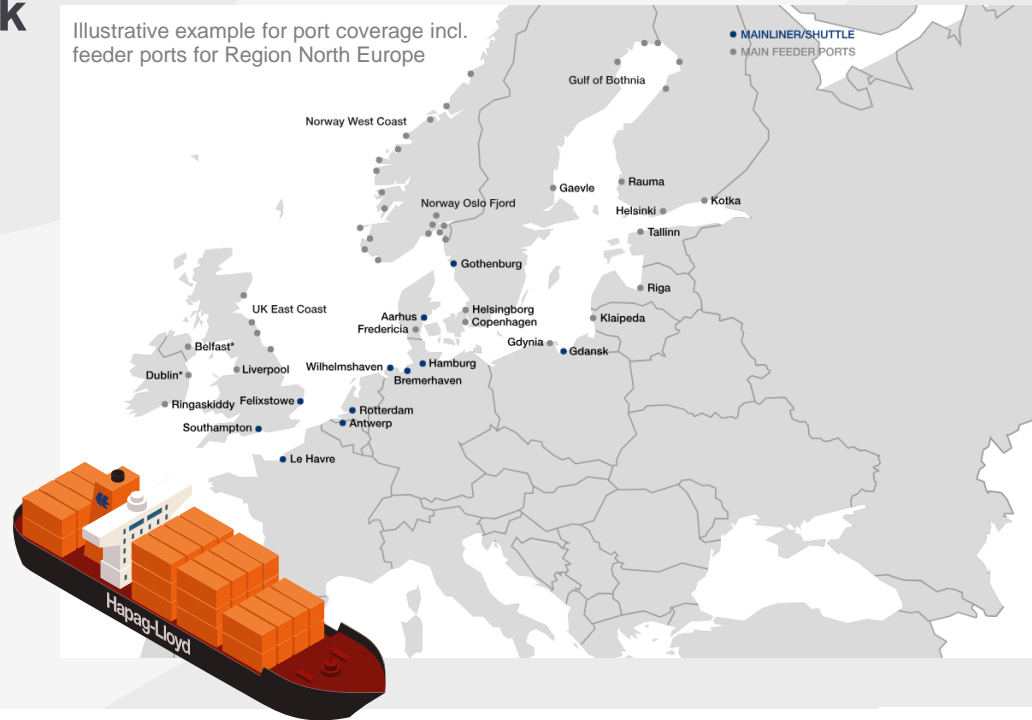 k
Illustrative example for port coverage incl.
feeder ports for Region North Europe
MAINLINER/SHUTTLE
MAIN FEEDER PORTS
Gulf of Bothnia
Norway West Coast
Gaevle
Rauma
Norway Oslo Fjord
Helsinki
Kotka
Tallinn
Gothenburg
Riga
UK East Coast
Aarhus
Helsingborg
Fredericia
Copenhagen
Klaipeda
Belfast*
Gdynia
Gdansk
Dublin*
Liverpool
Wilhelmshaven
Hamburg
Bremerhaven
Ringaskiddy
Felixstowe
Rotterdam
Southampton
Antwerp
Le Havre
Hapag-Lloyd